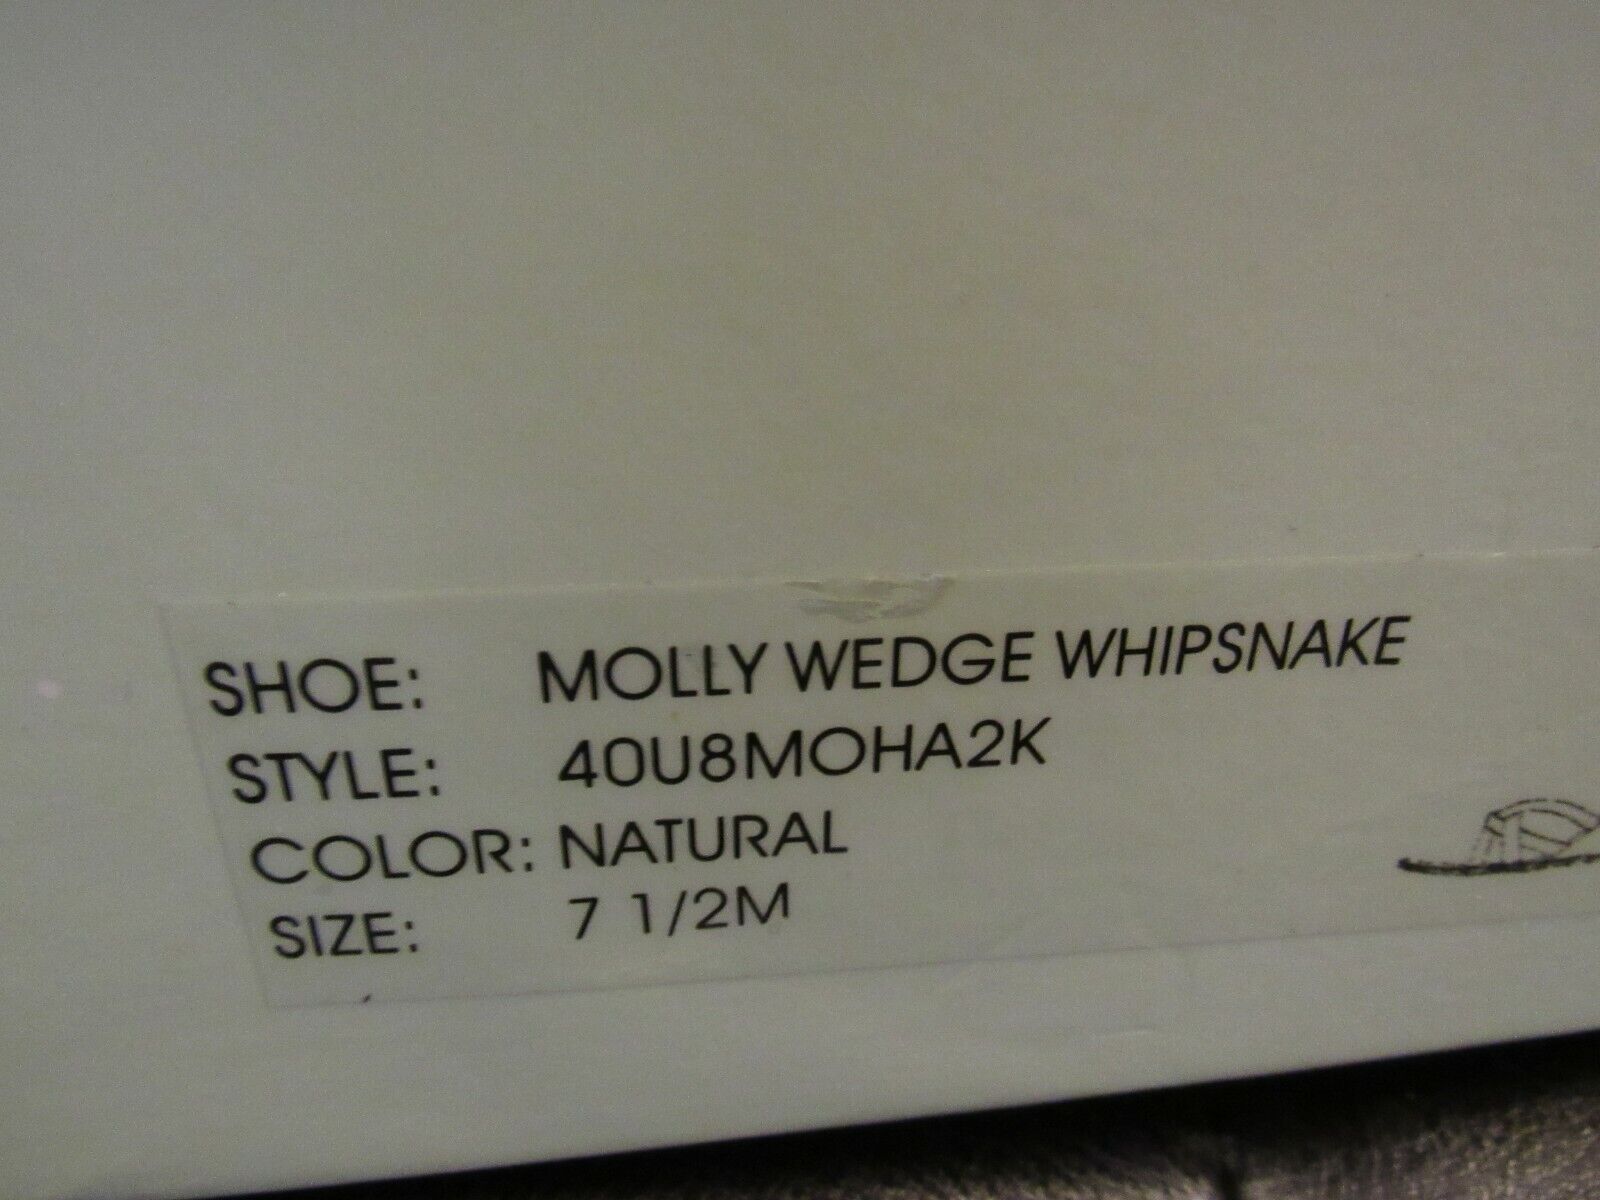 SHOE: MOLLY WEDGE WHIPSNAKE
STYLE: 40U8MOHA2K
COLOR: NATURAL
SIZE: 7 1/2M